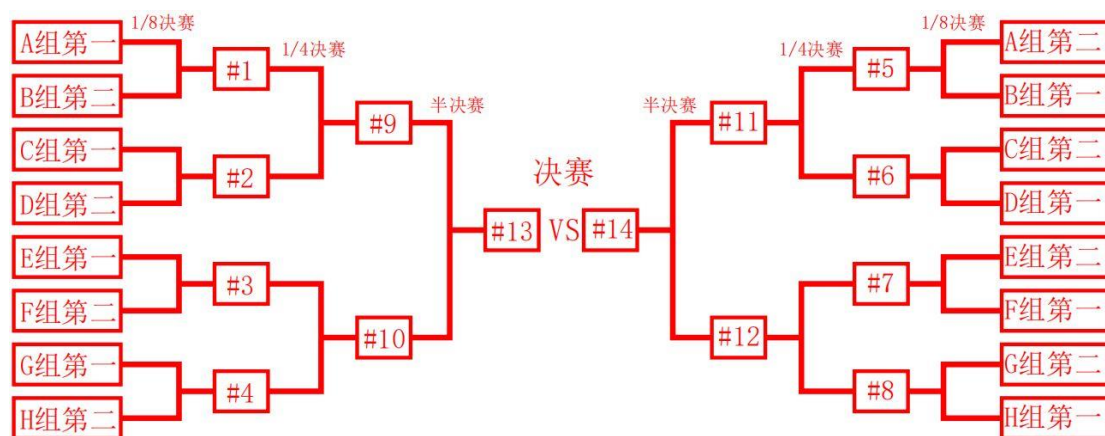 1/8决赛
A组第一
B组第二
C组第一
D组第二
E组第一
F组第二
G组第一
H组第二
1/4决赛
#1
#2
#3
#4
半决赛
#9
#10
决赛
#13 VS #14
半决赛
#11
#12
1/4决赛
#5
#6
#7
#8
1/8决赛
A组第二
B组第一
C组第二
D组第一
E组第二
F组第一
G组第二
H组第一